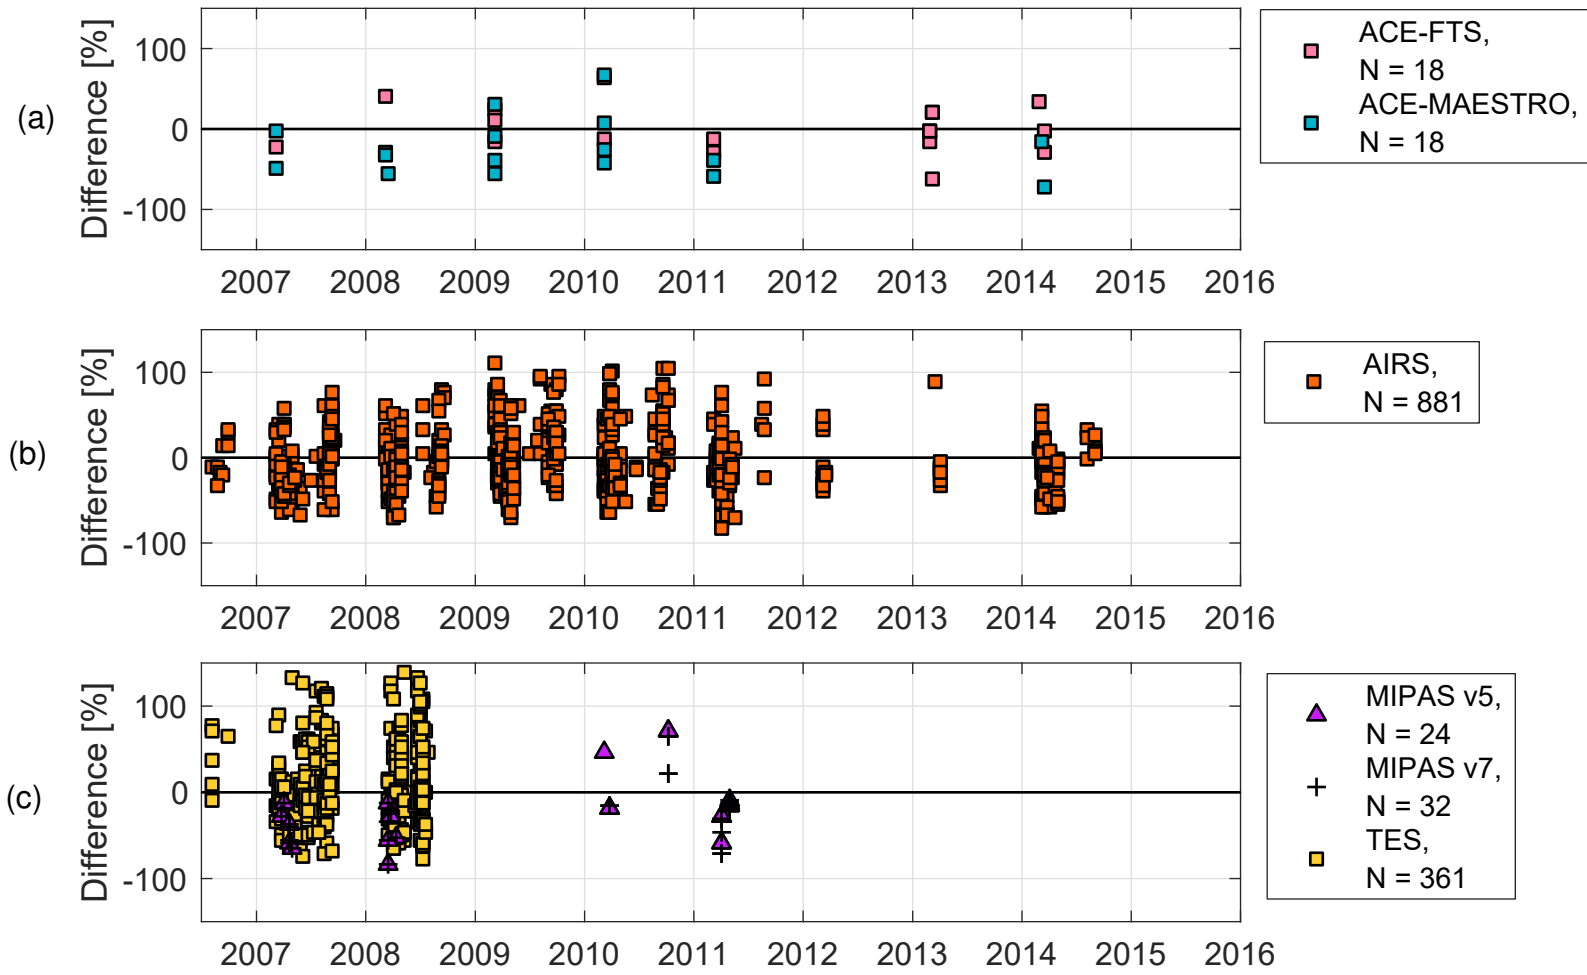 (a)
Difference [%]
100
0
-100
2007 2008 2009 2010 2011 2012 2013 2014 2015 2016
ACE-FTS,
N = 18
ACE-MAESTRO,
N = 18
(b)
Difference [%]
100
0
-100
2007 2008 2009 2010 2011 2012 2013 2014 2015 2016
AIRS,
N = 881
(c)
Difference [%]
100
0
-100
2007 2008 2009 2010 2011 2012 2013 2014 2015 2016
MIPAS v5,
N = 24
MIPAS v7,
N = 32
TES,
N = 361